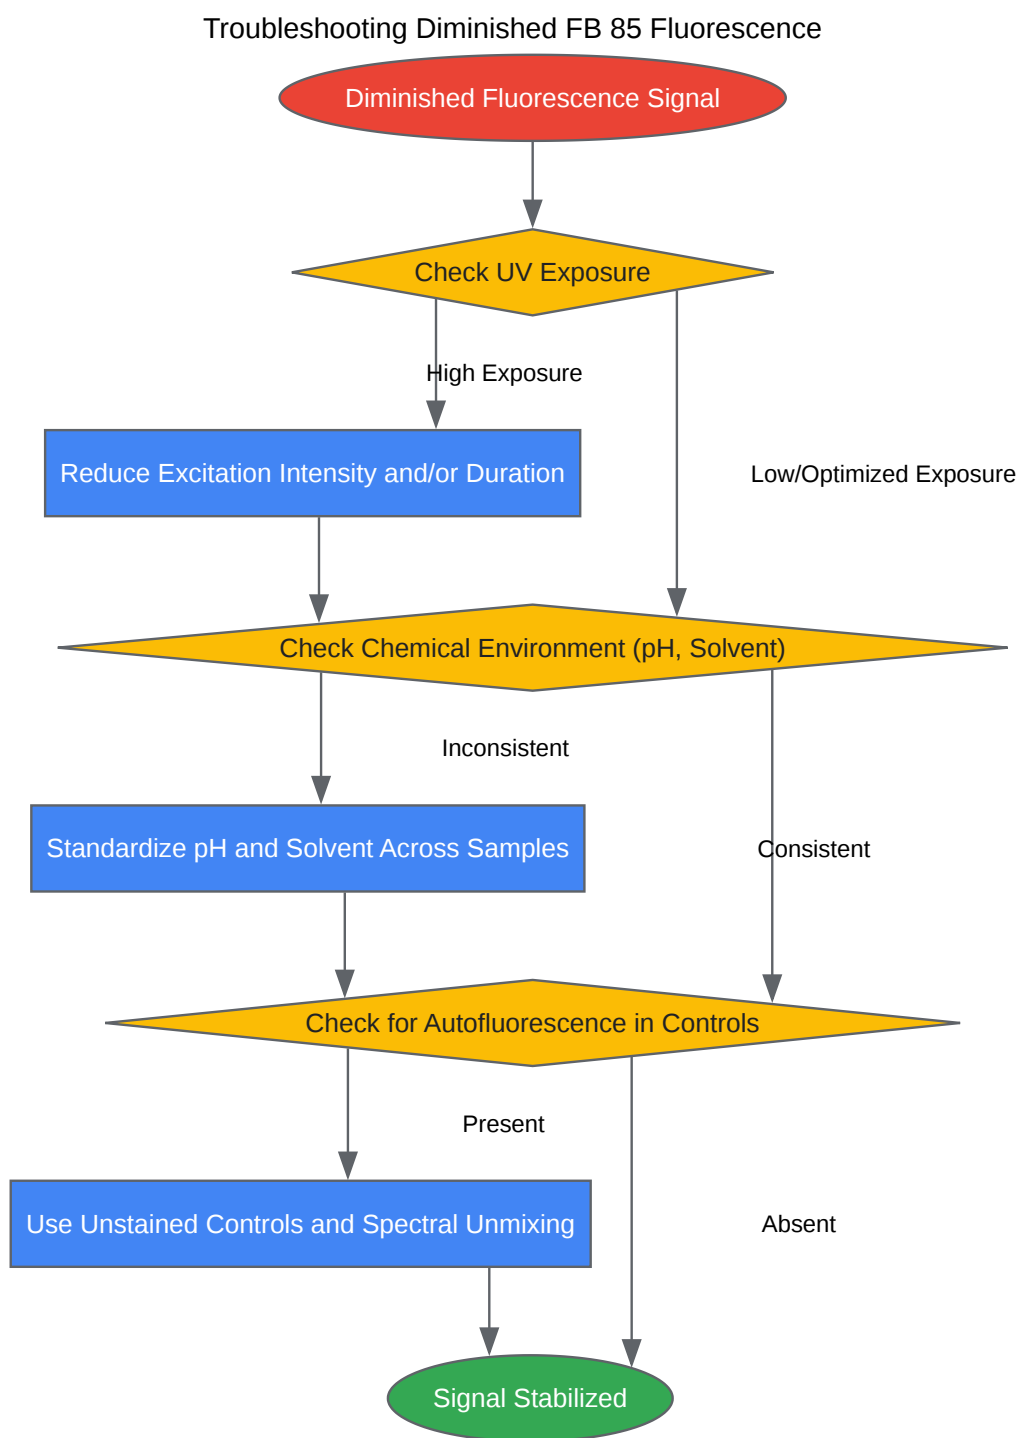 Troubleshooting Diminished FB 85 Fluorescence
Diminished Fluorescence Signal
Check UV Exposure
High Exposure
Reduce Excitation Intensity and/or Duration
Low/Optimized Exposure
Check Chemical Environment (pH, Solvent)
Inconsistent
Standardize pH and Solvent Across Samples
Consistent
Check for Autofluorescence in Controls
Present
Use Unstained Controls and Spectral Unmixing
Absent
Signal Stabilized